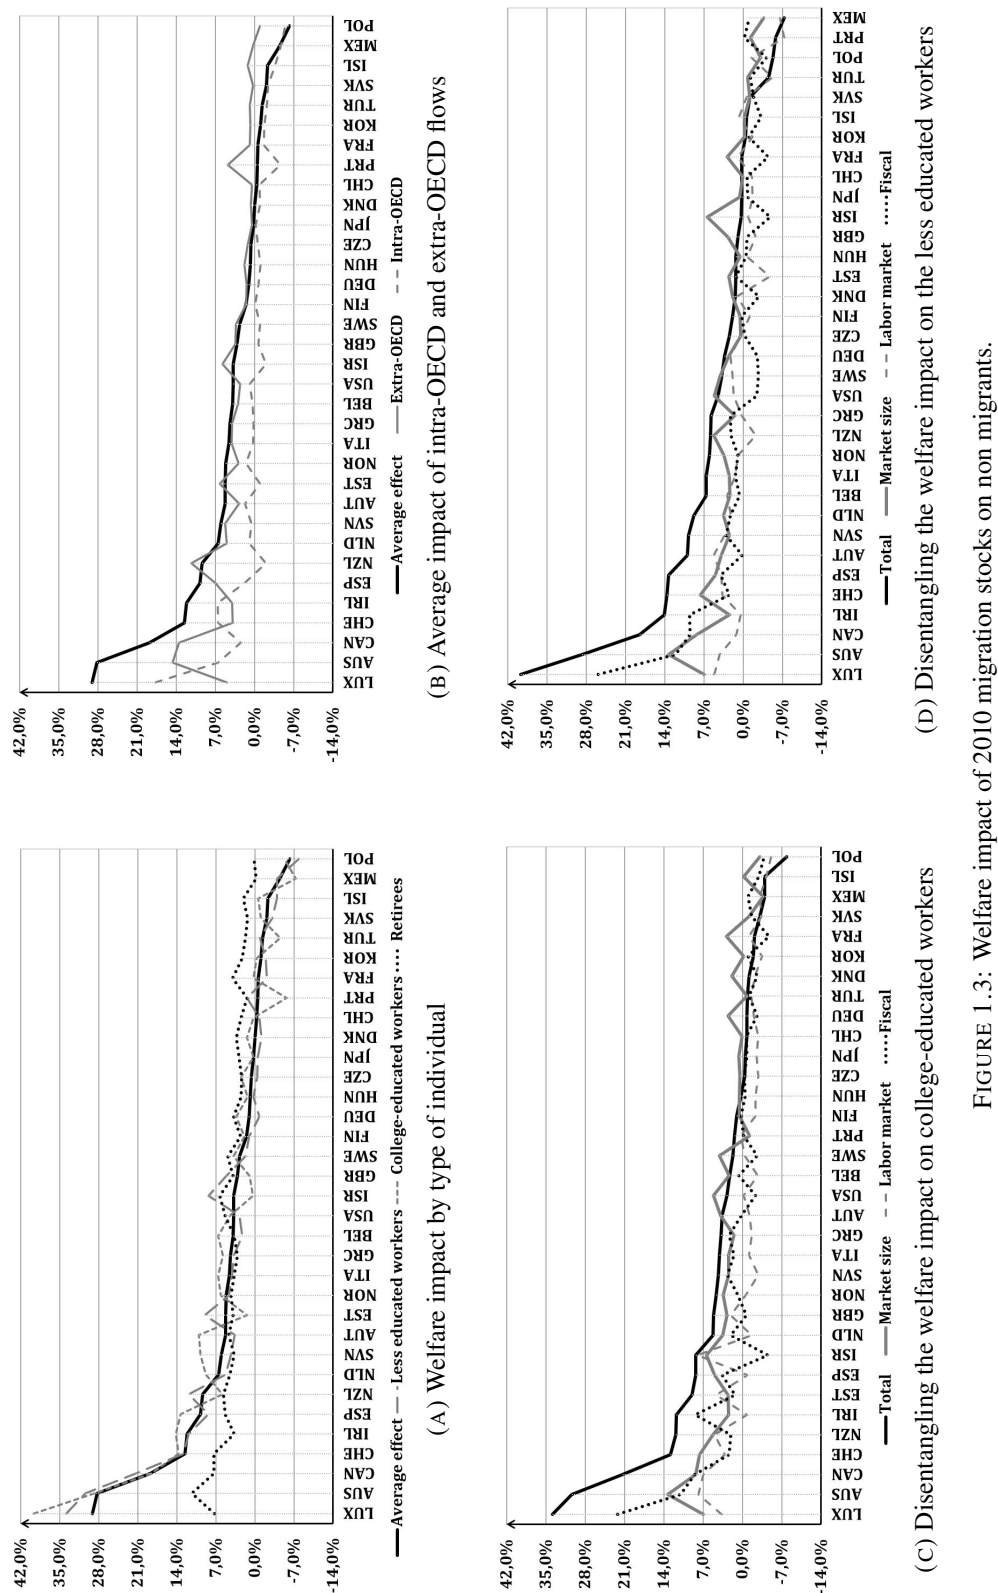 42,0%
35,0%
28,0%
21,0%
14,0%
7,0%
0,0%
-7,0%
-14,0%
LUX AUS CAN CHE IRL ESP NZL NLD SVN AUT EST NOR ITA GRC BEL USA ISR GBR SWE FIN DEU HUN CZE JPN DNK CHL PRT FRA KOR TUR SVK ISL MEX POL
Average effect Less educated workers College-educated workers Retirees
(A) Welfare impact by type of individual
42,0%
35,0%
28,0%
21,0%
14,0%
7,0%
0,0%
-7,0%
-14,0%
LUX AUS CAN CHE IRL ESP NZL NLD SVN AUT EST NOR ITA GRC BEL USA ISR GBR SWE FIN DEU HUN CZE JPN DNK CHL PRT FRA KOR TUR SVK ISL MEX POL
Average effect Extra-OECD Intra-OECD
(B) Average impact of intra-OECD and extra-OECD flows
42,0%
35,0%
28,0%
21,0%
14,0%
7,0%
0,0%
-7,0%
-14,0%
LUX AUS CAN CHE NZL IRL EST ESP ISR NLD GBR NOR SVN ITA GRC AUT USA BEL SWE PRT FIN HUN CZE JPN CHL DEU TUR DNK KOR FRA SVK MEX ISL POL
Total Market size Labor market Fiscal
(C) Disentangling the welfare impact on college-educated workers
42,0%
35,0%
28,0%
21,0%
14,0%
7,0%
0,0%
-7,0%
-14,0%
LUX AUS CAN IRL CHE ESP AUT SVN NLD BEL ITA NOR NZL GRC USA SWE DEU CZE FIN DNK EST HUN GBR ISR JPN CHL FRA KOR ISL SVK TUR POL PRT MEX
Total Market size Labor market Fiscal
(D) Disentangling the welfare impact on the less educated workers
FIGURE 1.3: Welfare impact of 2010 migration stocks on non migrants.